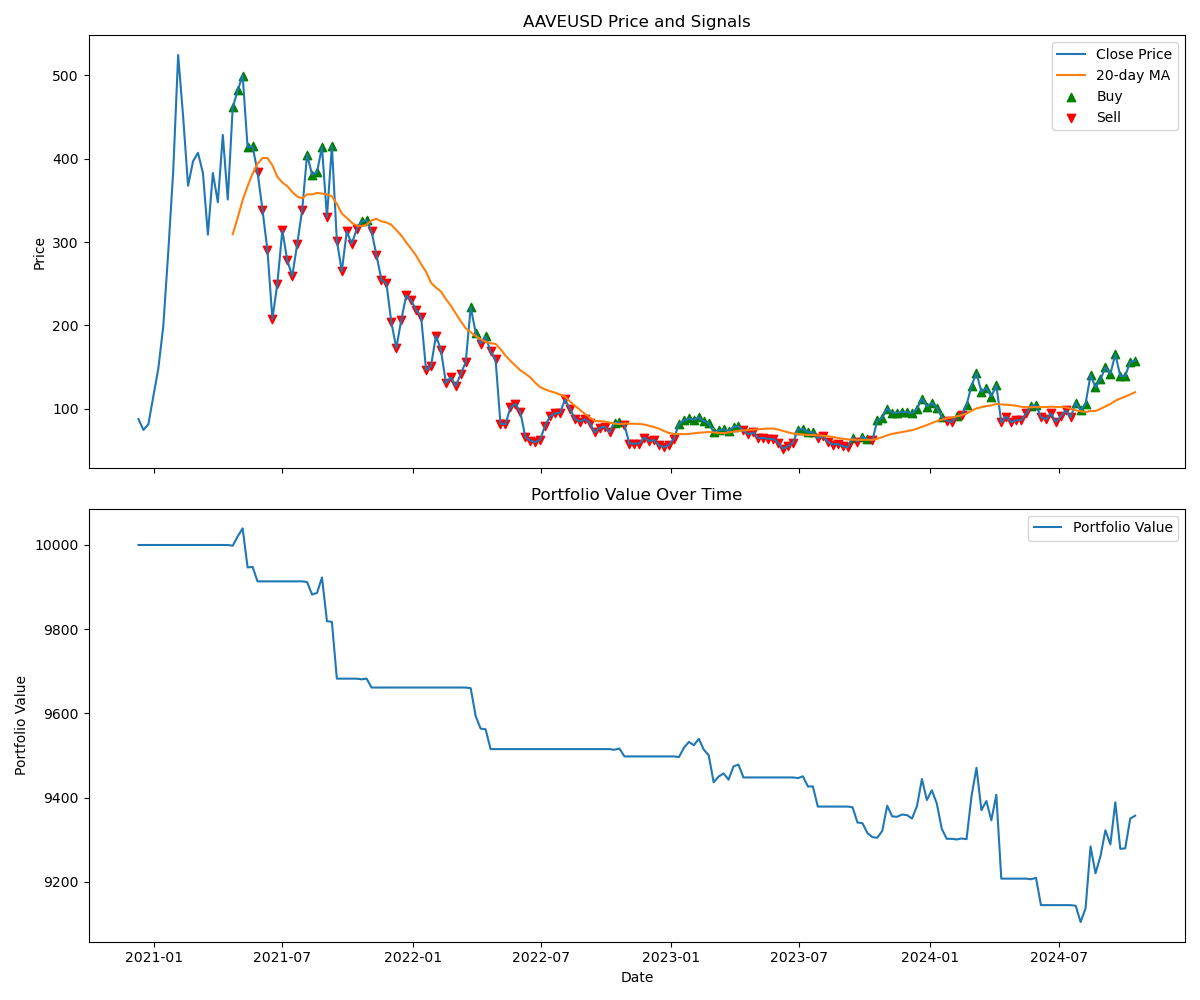 AAVEUSD Price and Signals
Price
500
400
300
200
100
Close Price
20-day MA
Buy
Sell
Portfolio Value Over Time
Portfolio Value
10000
9800
9600
9400
9200
Portfolio Value
2021-01
2021-07
2022-01
2022-07
2023-01
2023-07
2024-01
2024-07
Date